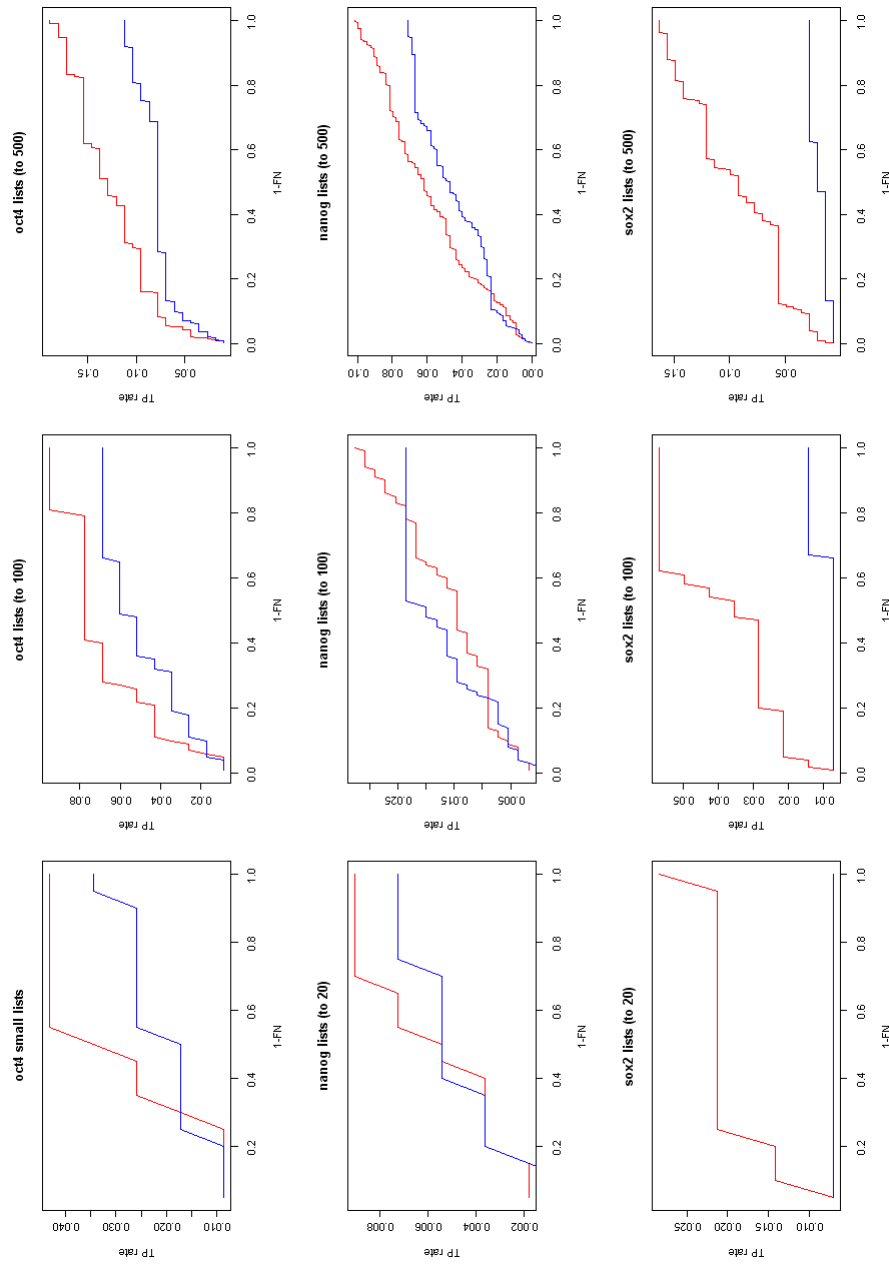 oct4 small lists
TP rate
0.010 0.020 0.030 0.040
0.2 0.4 0.6 0.8 1.0
1-FN
oct4 lists (to 100)
TP rate
0.02 0.04 0.06 0.08
0.0 0.2 0.4 0.6 0.8 1.0
1-FN
oct4 lists (to 500)
TP rate
0.05 0.10 0.15
0.0 0.2 0.4 0.6 0.8 1.0
1-FN
nanog lists (to 20)
TP rate
0.002 0.004 0.006 0.008
0.2 0.4 0.6 0.8 1.0
1-FN
nanog lists (to 100)
TP rate
0.005 0.015 0.025
0.0 0.2 0.4 0.6 0.8 1.0
1-FN
nanog lists (to 500)
TP rate
0.00 0.02 0.04 0.06 0.08 0.10
0.0 0.2 0.4 0.6 0.8 1.0
1-FN
sox2 lists (to 20)
TP rate
0.010 0.015 0.020 0.025
0.2 0.4 0.6 0.8 1.0
1-FN
sox2 lists (to 100)
TP rate
0.01 0.02 0.03 0.04 0.05
0.0 0.2 0.4 0.6 0.8 1.0
1-FN
sox2 lists (to 500)
TP rate
0.05 0.10 0.15
0.0 0.2 0.4 0.6 0.8 1.0
1-FN